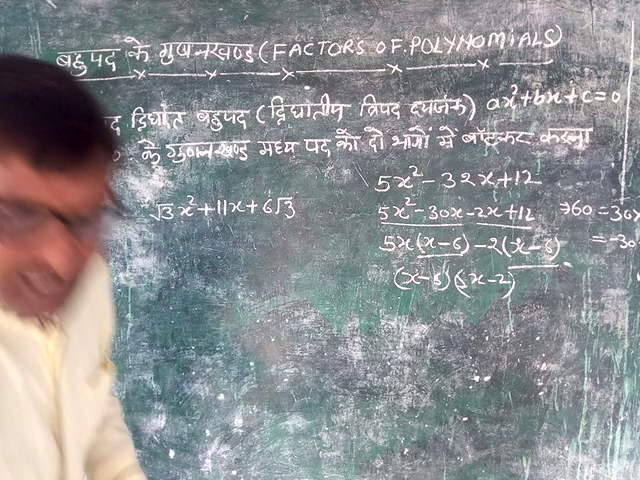 बहुपद के गुणनखण्ड (FACTORS OF.POLYNOMIALS)
द्विघात बहुपद (द्विघातीय त्रिपद व्यंजक) ax²+bx+c=0
के गुणनखण्ड मध्य पद को दो भागों में बाँटकर करना
√3x²+11x+6√3
5x²-32x+12
5x²-30x-2x+12 →60=30
5x(x-6)-2(x-6) =-30
(x-6)(5x-2)